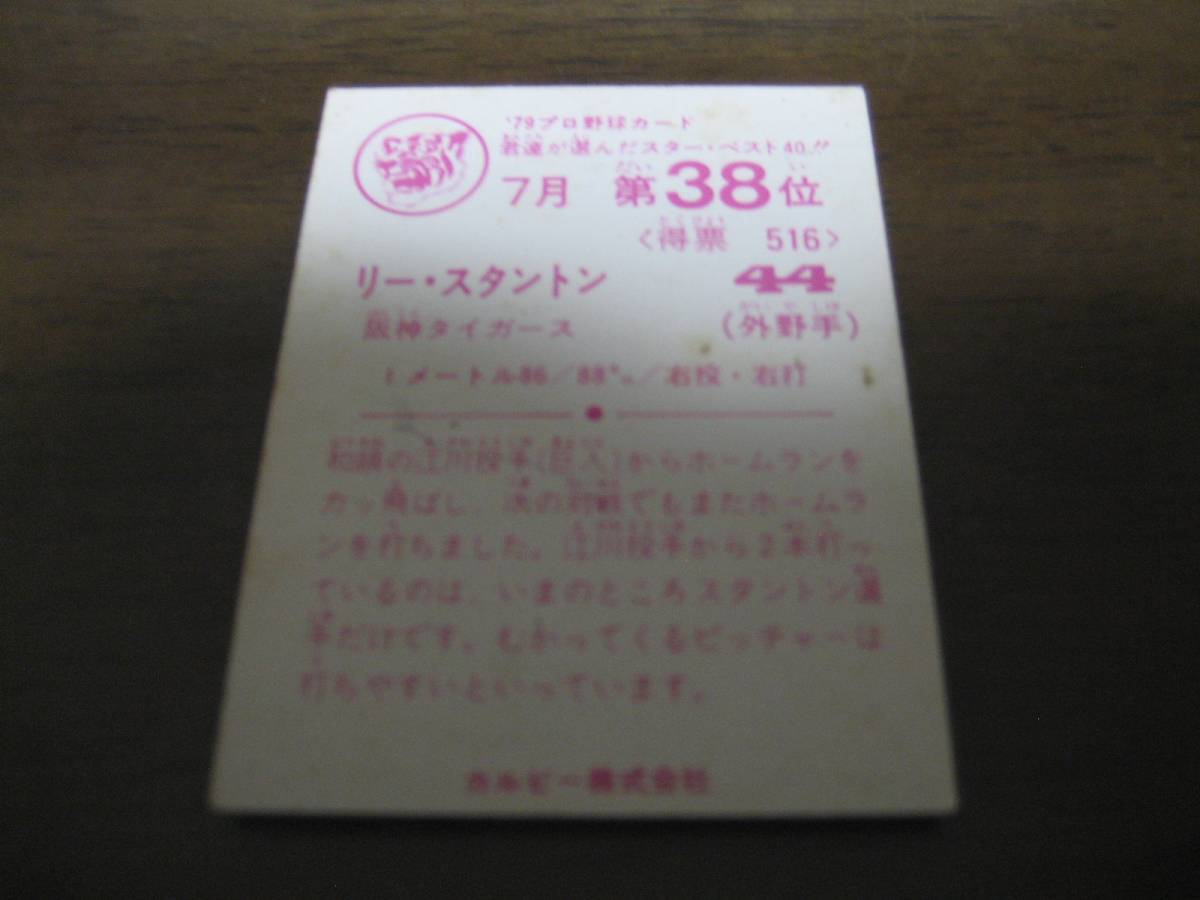 '79プロ野球カード
君達が選んだスター・ベスト40.!!
7月 第38位
<得票 516>
リー・スタントン 44
阪神タイガース (外野手)
1メートル86/88㌔/右投・右打
初顔の江川投手(巨人)からホームランを
カッ飛ばし、次の対戦でもまたホームラ
ンを打ちました。江川投手から2本打っ
ているのは、いまのところスタントン選
手だけです。むかってくるピッチャーは
打ちやすいといっています。
カルビー株式会社